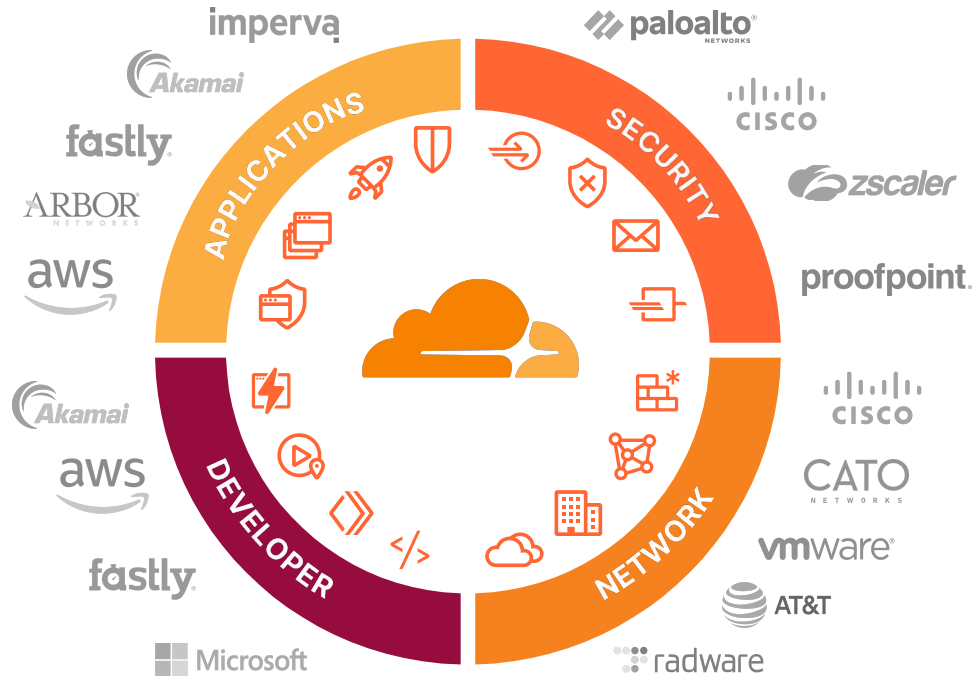 imperva
Akamai
fastly®
ARBOR®
NETWORKS
aws
APPLICATIONS
paloalto®
NETWORKS
CISCO
zscaler
proofpoint.
SECURITY
Akamai
aws
fastly®
Microsoft
DEVELOPER
</>
CISCO
CATO
NETWORKS
vmware®
AT&T
radware
NETWORK